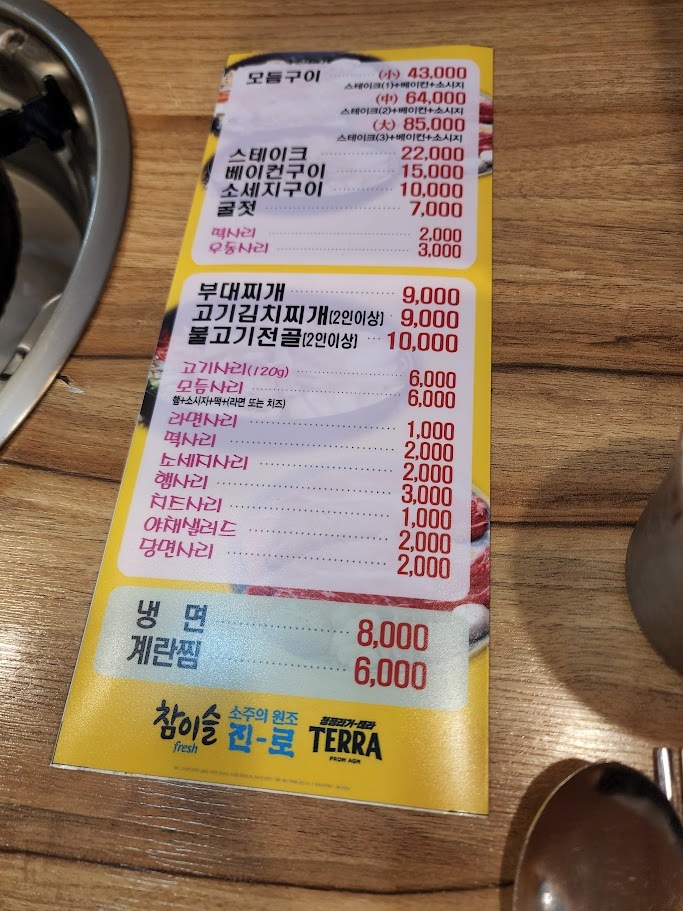 모듬구이 (小) 43,000
스테이크(1)+베이컨+소시지
(中) 64,000
스테이크(2)+베이컨+소시지
(大) 85,000
스테이크(3)+베이컨+소시지
스테이크 22,000
베이컨구이 15,000
소세지구이 10,000
굴젓 7,000
떡사리 2,000
우동사리 3,000
부대찌개 9,000
고기김치찌개(2인이상) 9,000
불고기전골(2인이상) 10,000
고기사리(120g) 6,000
모듬사리 6,000
햄+소시지+떡+(라면 또는 치즈)
라면사리 1,000
떡사리 2,000
소세지사리 2,000
햄사리 3,000
치즈사리 1,000
야채샐러드 2,000
당면사리 2,000
냉 면 8,000
계란찜 6,000
참이슬
fresh
소주의 원조
진-로
청정라거-테라
TERRA
FROM AGM